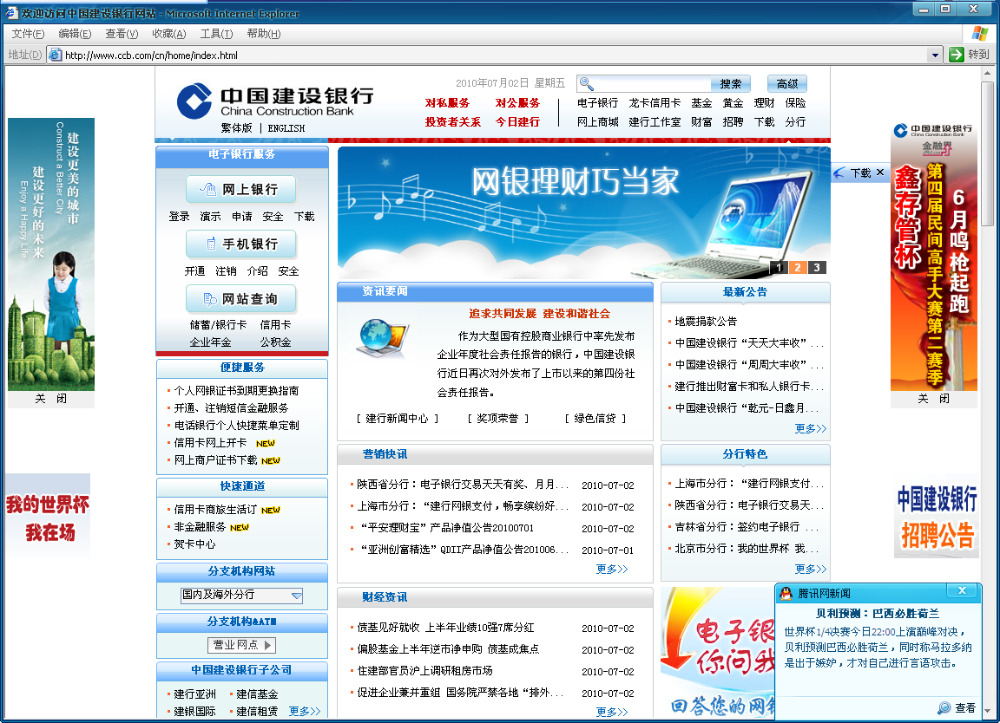 欢迎访问中国建设银行网站 - Microsoft Internet Explorer
文件(F) 编辑(E) 查看(V) 收藏(A) 工具(T) 帮助(H)
地址(D) http://www.ccb.com/cn/home/index.html 转到
中国建设银行
China Construction Bank
繁体版 | ENGLISH
2010年07月02日 星期五 搜索 高级
对私服务 对公服务
投资者关系 今日建行
电子银行 龙卡信用卡 基金 黄金 理财 保险
网上商城 建行工作室 财富 招聘 下载 分行
建设更美的城市
Construct a Better City
建设更好的未来
Enjoy a Happy Life
关 闭
我的世界杯
我在场
电子银行服务
网上银行
登录 演示 申请 安全 下载
手机银行
开通 注销 介绍 安全
网站查询
储蓄/银行卡 信用卡
企业年金 公积金
便捷服务
个人网银证书到期更换指南
开通、注销短信金融服务
电话银行个人快捷菜单定制
信用卡网上开卡 NEW
网上商户证书下载 NEW
快速通道
信用卡商旅生活订 NEW
非金融服务 NEW
贺卡中心
分支机构网站
国内及海外分行
分支机构&ATM
营业网点
中国建设银行子公司
建行亚洲 建信基金
建银国际 建信租赁 更多>>
网银理财巧当家
1 2 3
资讯要闻
追求共同发展 建设和谐社会
作为大型国有控股商业银行中率先发布
企业年度社会责任报告的银行，中国建设银
行近日再次对外发布了上市以来的第四份社
会责任报告。
[ 建行新闻中心 ] [ 奖项荣誉 ] [ 绿色信贷 ]
营销快讯
陕西省分行：电子银行交易天天有奖、月月... 2010-07-02
上海市分行：“建行网银支付，畅享缤纷好... 2010-07-02
“平安理财宝”产品净值公告20100701 2010-07-02
“亚洲创富精选”QDII产品净值公告201006... 2010-07-01
更多>>
财经资讯
债基见好就收 上半年业绩10强7席分红 2010-07-02
偏股基金上半年逆市净申购 债基成焦点 2010-07-02
住建部官员沪上调研租房市场 2010-07-02
促进企业兼并重组 国务院严禁各地“排外... 2010-07-02
更多>>
最新公告
地震捐款公告
中国建设银行“天天大丰收”...
中国建设银行“周周大丰收”...
建行推出财富卡和私人银行卡...
中国建设银行“乾元-日鑫月...
更多>>
分行特色
上海市分行：“建行网银支付...
陕西省分行：电子银行交易天...
吉林省分行：签约电子银行 ...
北京市分行：我的世界杯 我...
更多>>
电子银
你问我
回答您的网
下载 ×
中国建设银行
China Construction Bank
金融界
6月鸣枪起跑
第四届民间高手大赛第二赛季
鑫存管杯
关 闭
中国建设银行
招聘公告
腾讯网新闻
贝利预测：巴西必胜荷兰
世界杯1/4决赛今日22:00上演巅峰对决，
贝利预测巴西必胜荷兰，同时称马拉多纳
是出于嫉妒，才对自己进行言语攻击。
查看